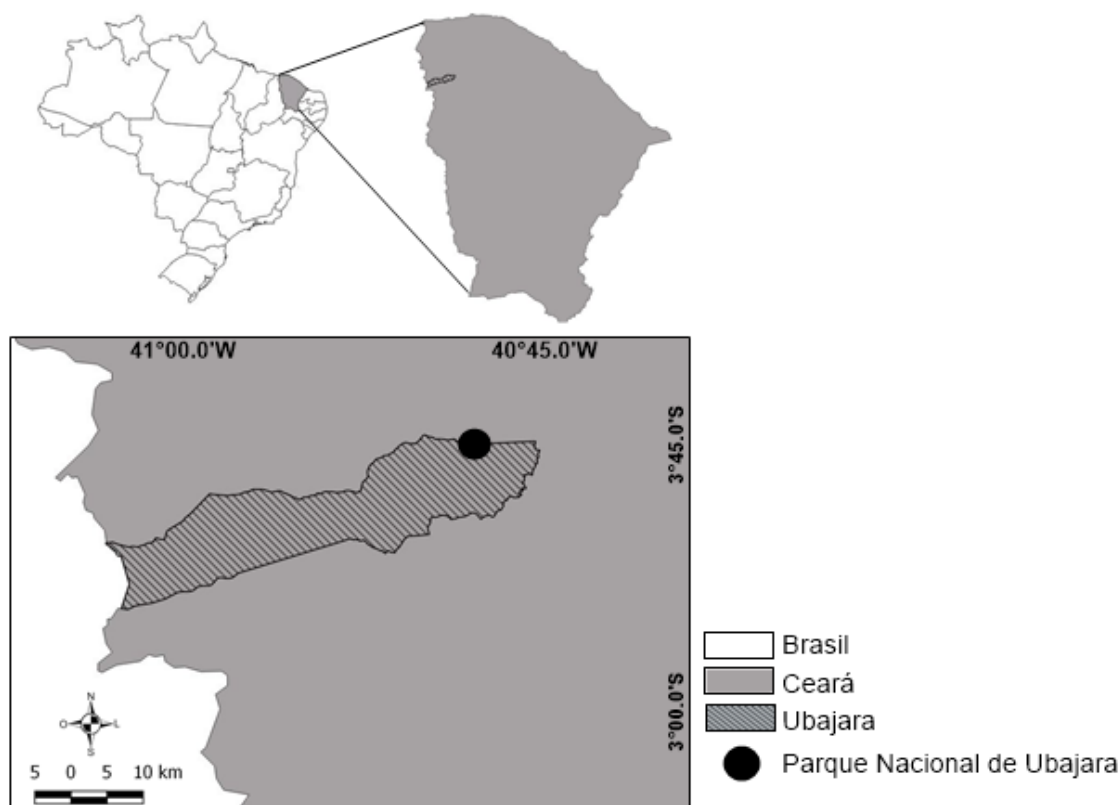 41°00.0'W 40°45.0'W
3°45.0'S
3°00.0'S
N
O L
S
5 0 5 10 km
Brasil
Ceará
Ubajara
Parque Nacional de Ubajara